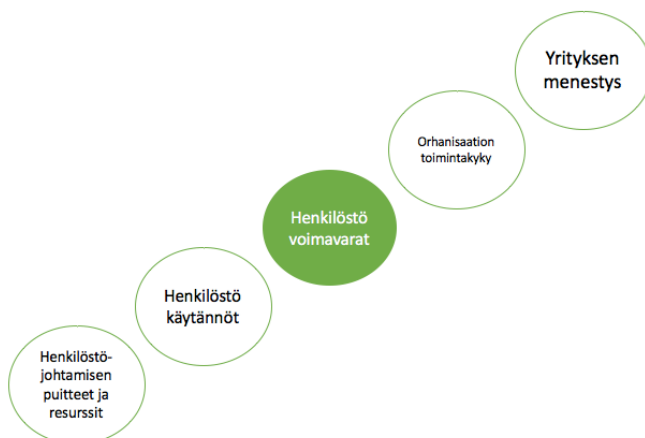 Yrityksen
menestys
Orhanisaation
toimintakyky
Henkilöstö
voimavarat
Henkilöstö
käytännöt
Henkilöstö-
johtamisen
puitteet ja
resurssit